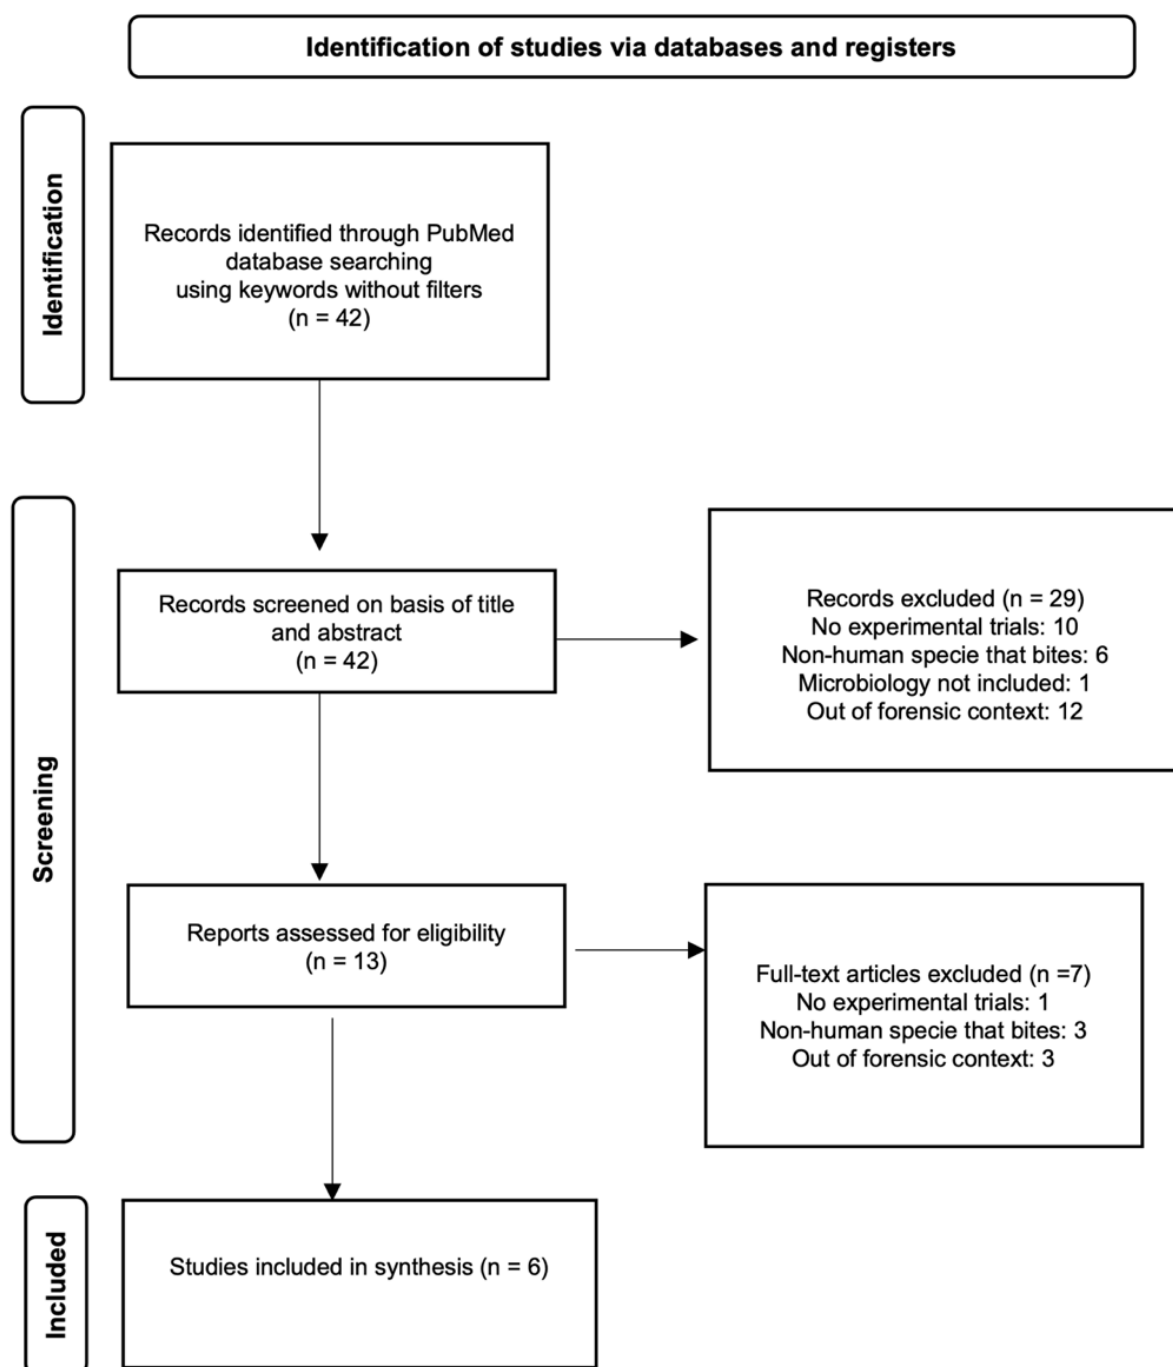 Identification of studies via databases and registers
Identification
Records identified through PubMed
database searching
using keywords without filters
(n = 42)
Screening
Records screened on basis of title
and abstract
(n = 42)
Records excluded (n = 29)
No experimental trials: 10
Non-human specie that bites: 6
Microbiology not included: 1
Out of forensic context: 12
Reports assessed for eligibility
(n = 13)
Full-text articles excluded (n =7)
No experimental trials: 1
Non-human specie that bites: 3
Out of forensic context: 3
Included
Studies included in synthesis (n = 6)